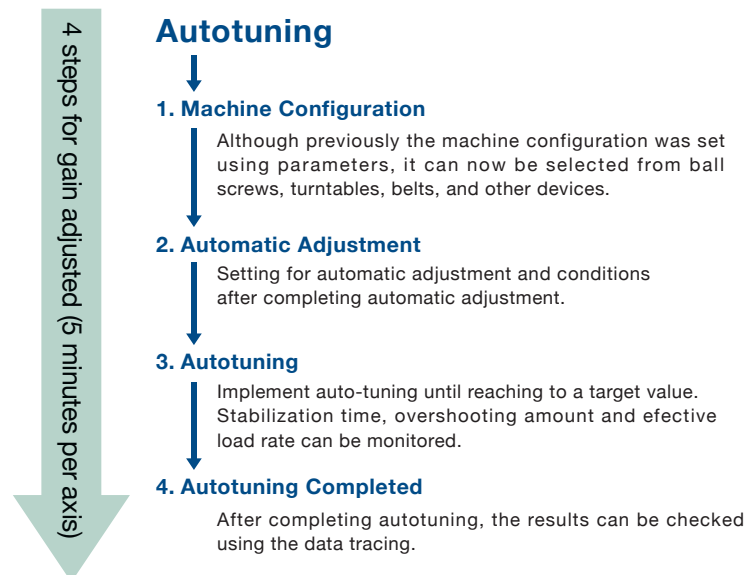 4 steps for gain adjusted (5 minutes per axis)
Autotuning
1. Machine Configuration
Although previously the machine configuration was set
using parameters, it can now be selected from ball
screws, turntables, belts, and other devices.
2. Automatic Adjustment
Setting for automatic adjustment and conditions
after completing automatic adjustment.
3. Autotuning
Implement auto-tuning until reaching to a target value.
Stabilization time, overshooting amount and efective
load rate can be monitored.
4. Autotuning Completed
After completing autotuning, the results can be checked
using the data tracing.